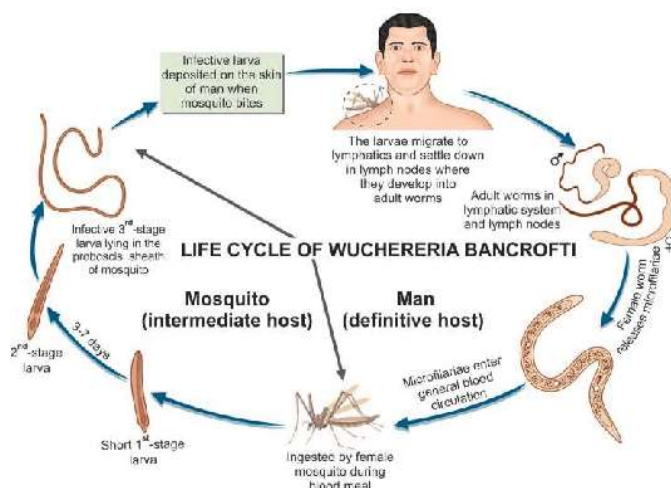 Infective larva
deposited on the skin
of man when
mosquito bites
The larvae migrate to
lymphatics and settle down
in lymph nodes where
they develop into
adult worms
♂
Adult worms in
lymphatic system and
lymph nodes
♀
Female worm
releases microfilariae
Infective 3rd-stage
larva lying in the
proboscis sheath
of mosquito
LIFE CYCLE OF WUCHERERIA BANCROFTI
Mosquito
(intermediate host)
Man
(definitive host)
Microfilariae enter
general blood
circulation
2nd-stage
larva
3-7 days
Short 1st-stage
larva
Ingested by female
mosquito during
blood meal